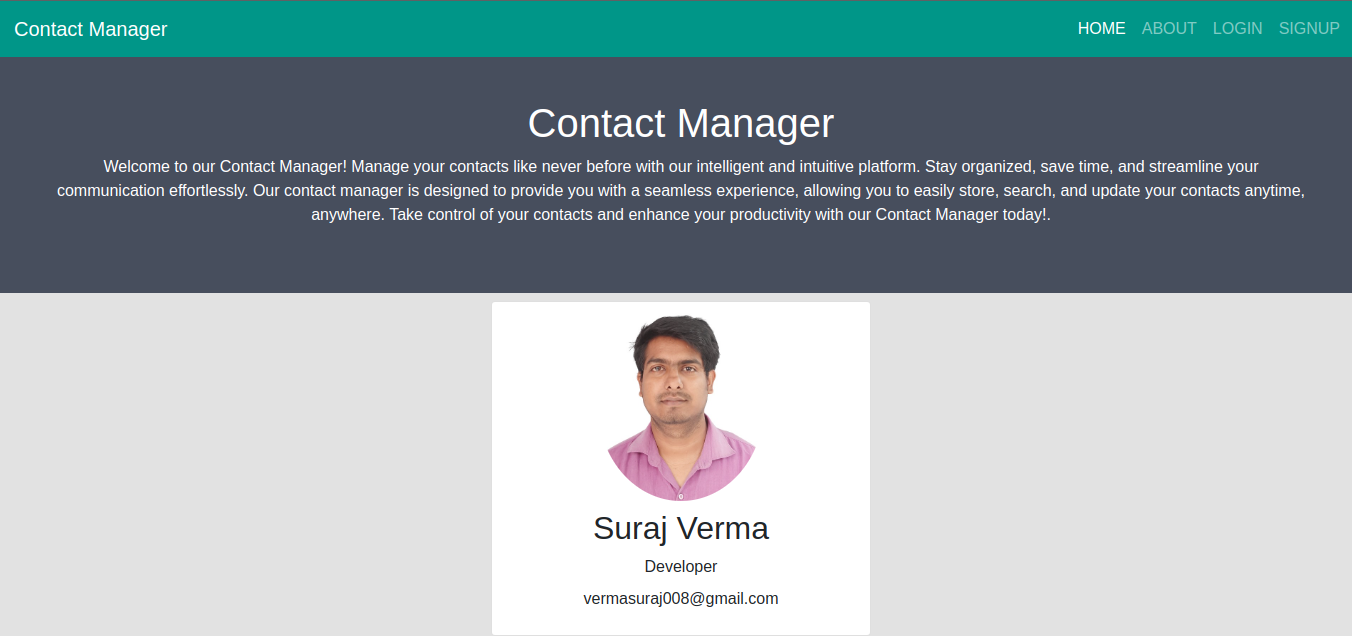 Contact Manager
HOME ABOUT LOGIN SIGNUP
Contact Manager
Welcome to our Contact Manager! Manage your contacts like never before with our intelligent and intuitive platform. Stay organized, save time, and streamline your
communication effortlessly. Our contact manager is designed to provide you with a seamless experience, allowing you to easily store, search, and update your contacts anytime,
anywhere. Take control of your contacts and enhance your productivity with our Contact Manager today!.
Suraj Verma
Developer
vermasuraj008@gmail.com